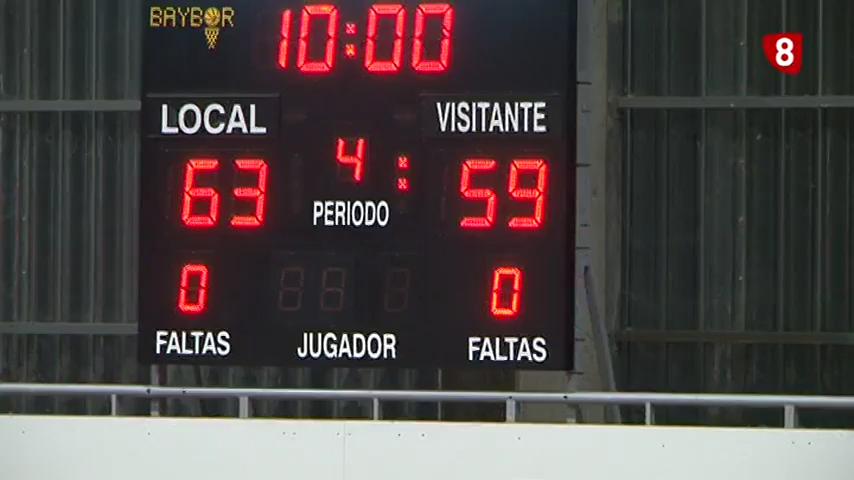 BAYBOR
10:00
8
LOCAL
VISITANTE
63
4
59
PERIODO
0
0
FALTAS
JUGADOR
FALTAS